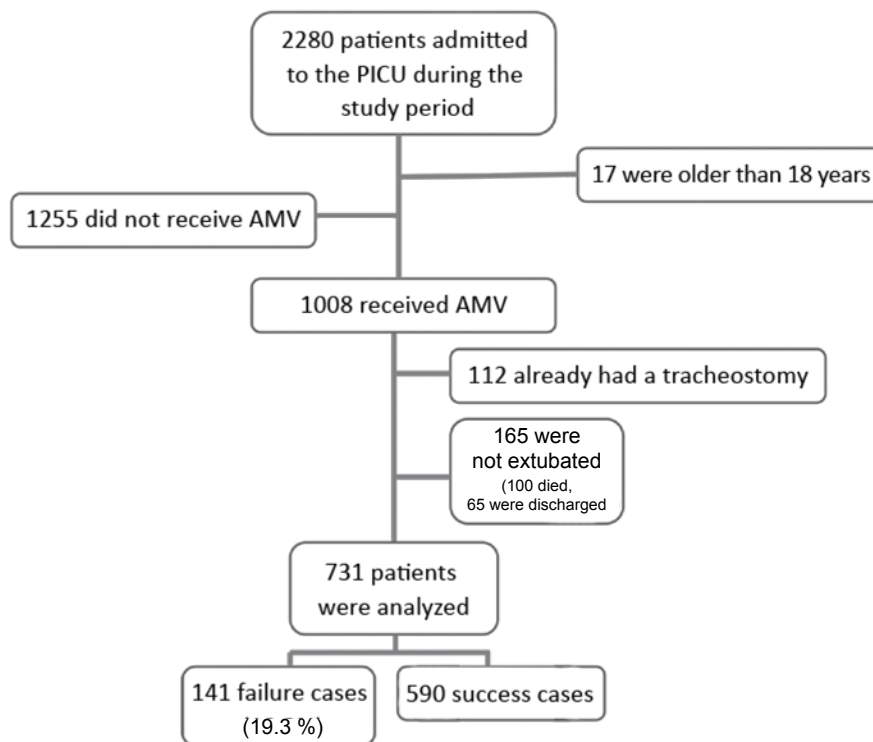 2280 patients admitted
to the PICU during the
study period
17 were older than 18 years
1255 did not receive AMV
1008 received AMV
112 already had a tracheostomy
165 were
not extubated
(100 died,
65 were discharged
731 patients
were analyzed
141 failure cases
(19.3 %)
590 success cases